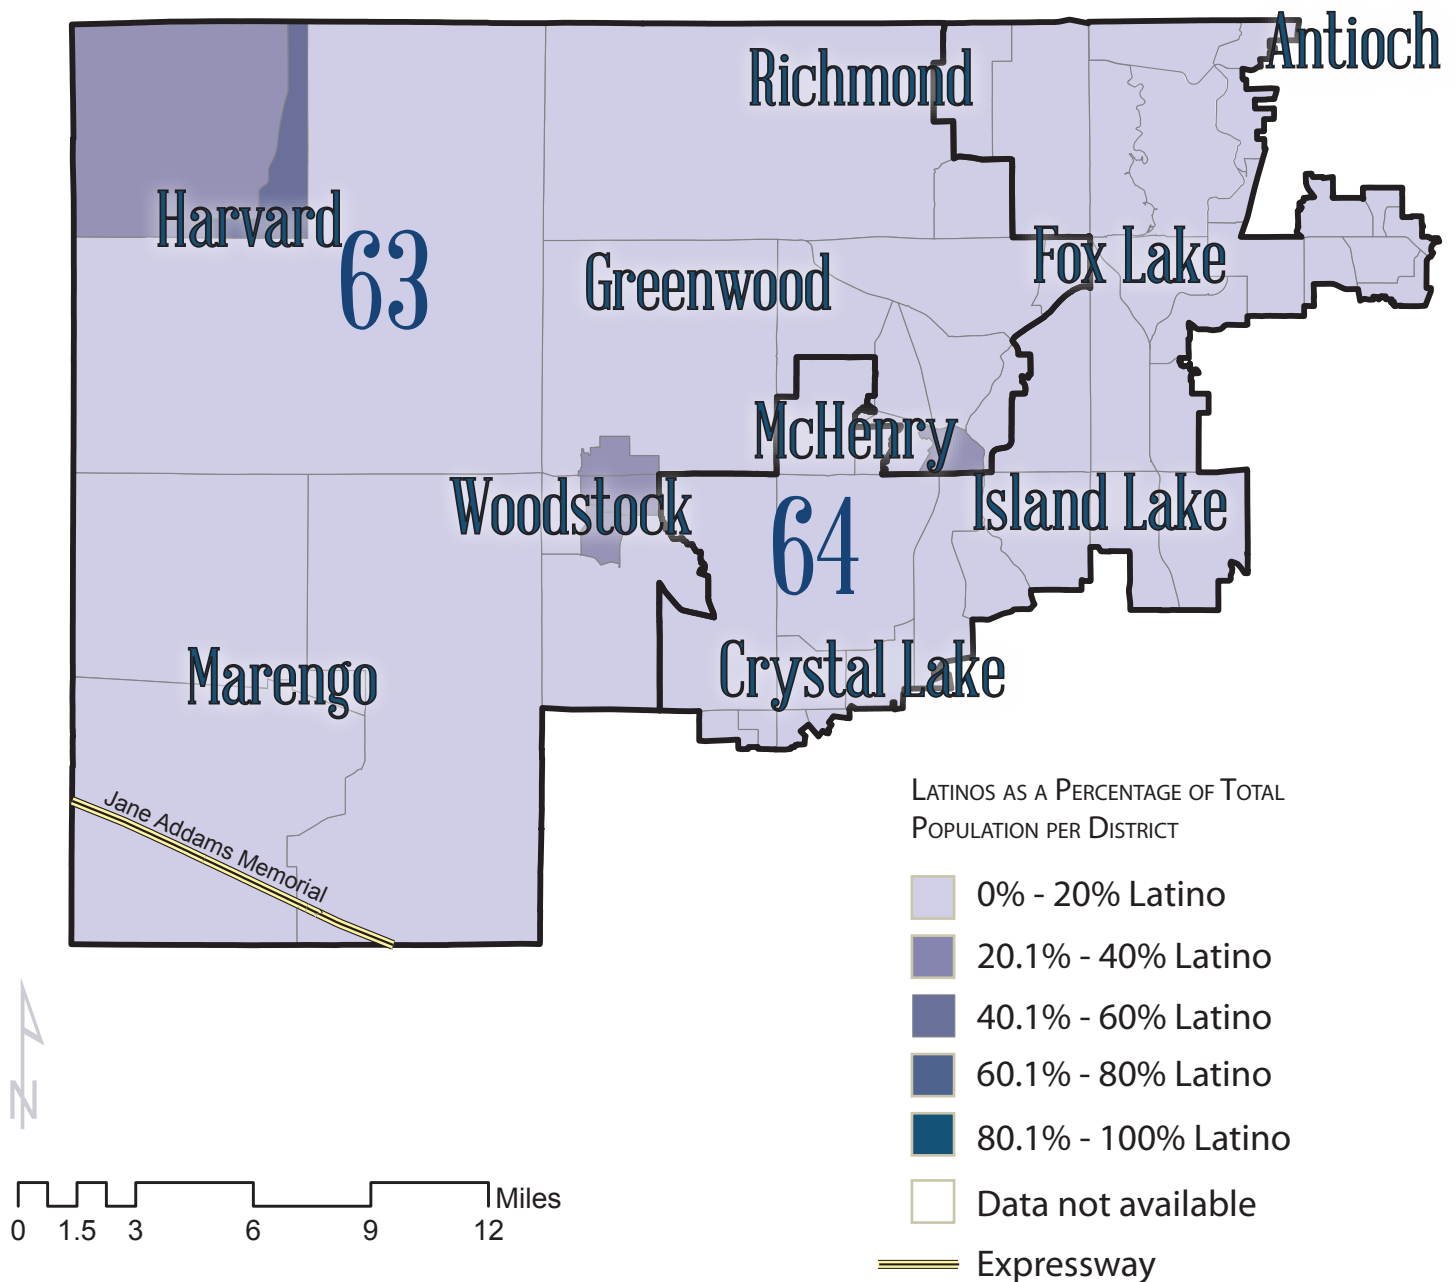 Antioch
Richmond
Harvard
63
Greenwood
Fox Lake
McHenry
Woodstock
64
Island Lake
Marengo
Crystal Lake
Jane Addams Memorial
LATINOS AS A PERCENTAGE OF TOTAL
POPULATION PER DISTRICT
0% - 20% Latino
20.1% - 40% Latino
40.1% - 60% Latino
60.1% - 80% Latino
80.1% - 100% Latino
Data not available
Expressway
N
Miles
0 1.5 3 6 9 12